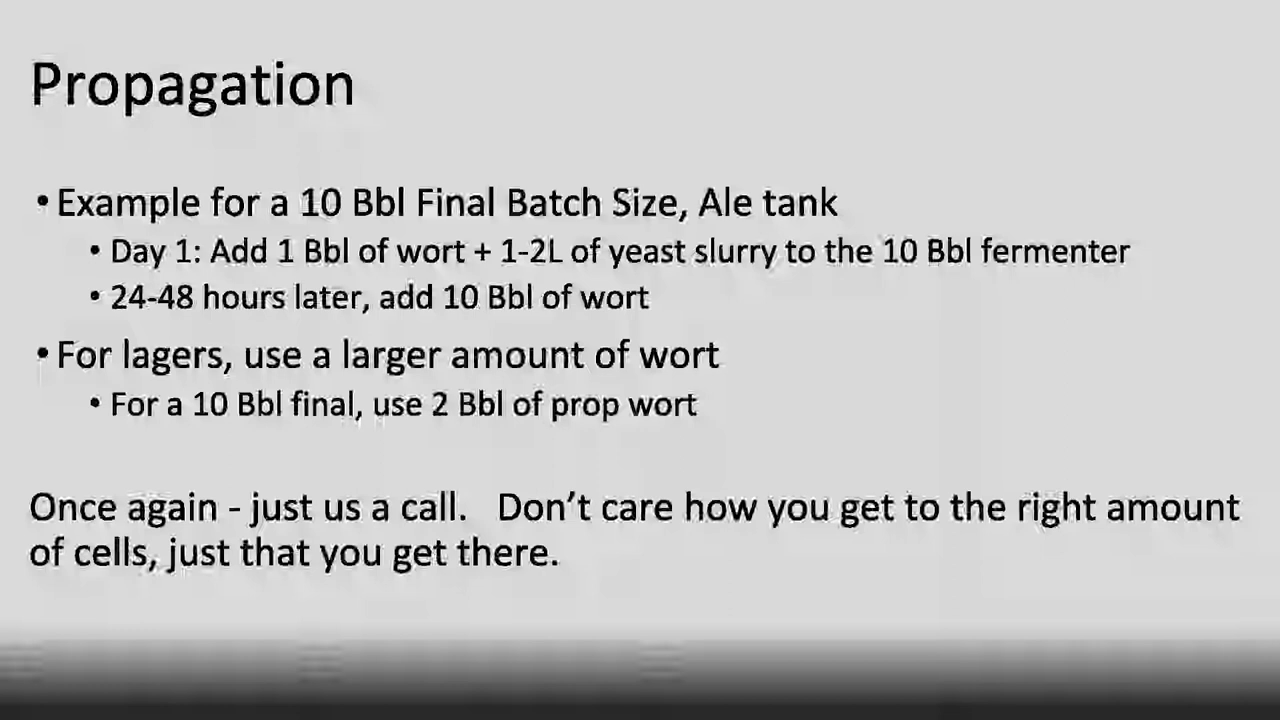 Propagation
• Example for a 10 Bbl Final Batch Size, Ale tank
• Day 1: Add 1 Bbl of wort + 1-2L of yeast slurry to the 10 Bbl fermenter
• 24-48 hours later, add 10 Bbl of wort
• For lagers, use a larger amount of wort
• For a 10 Bbl final, use 2 Bbl of prop wort
Once again - just us a call.   Don’t care how you get to the right amount
of cells, just that you get there.